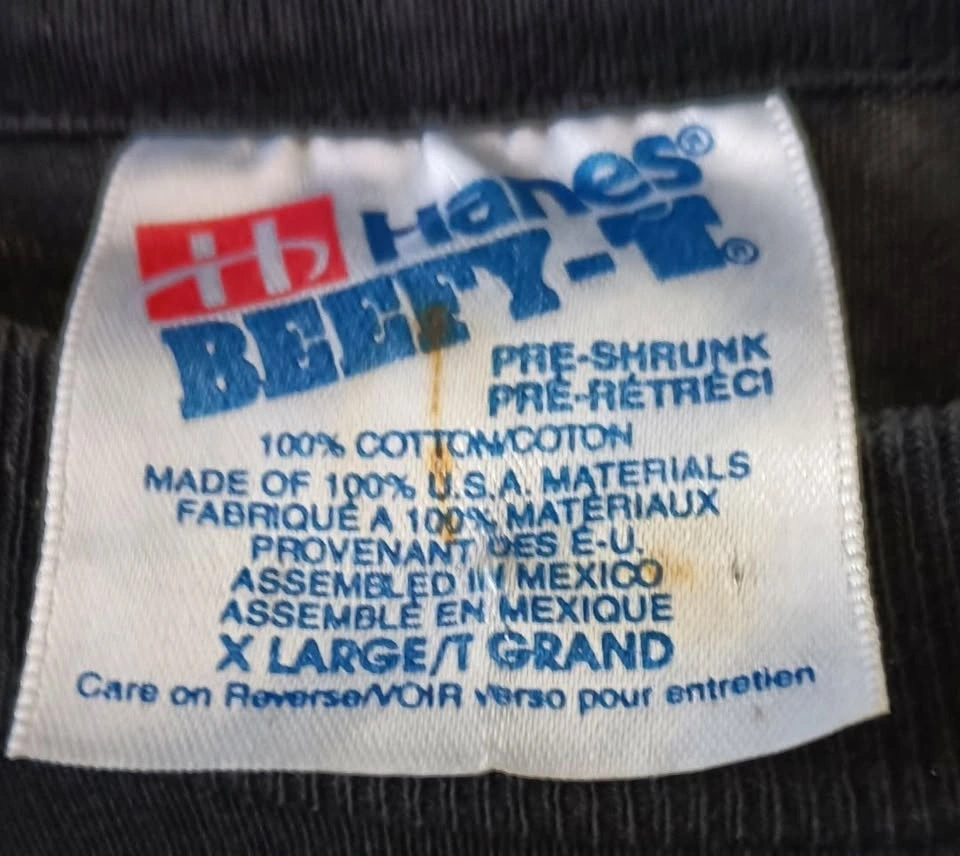 Hanes®
BEEFY-T®
PRE-SHRUNK
PRÉ-RÉTRÉCI
100% COTTON/COTON
MADE OF 100% U.S.A. MATERIALS
FABRIQUÉ A 100% MATÉRIAUX
PROVENANT DES É-U.
ASSEMBLED IN MEXICO
ASSEMBLÉ EN MEXIQUE
X LARGE/T GRAND
Care on Reverse/VOIR verso pour entretien